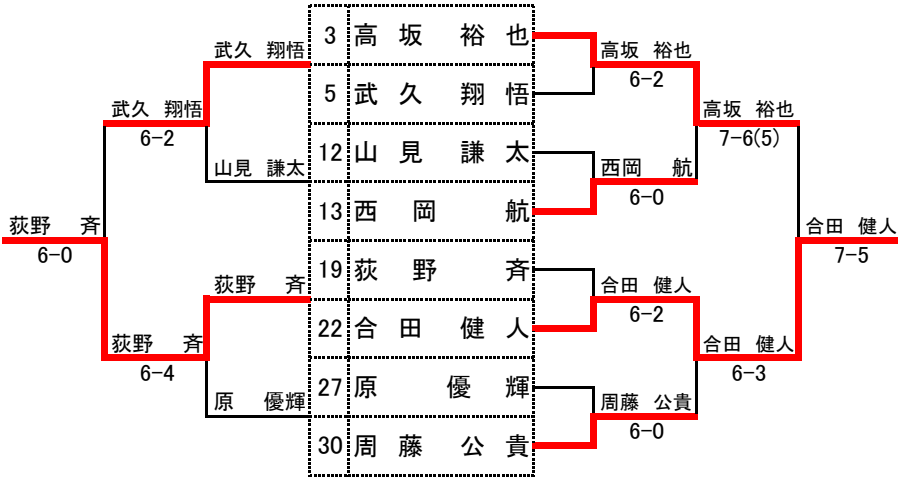 3 高坂 裕也
5 武久 翔悟
12 山見 謙太
13 西岡 航
19 荻野 斉
22 合田 健人
27 原 優輝
30 周藤 公貴
武久 翔悟
山見 謙太
荻野 斉
原 優輝
武久 翔悟
6-2
荻野 斉
6-4
荻野 斉
6-0
高坂 裕也
6-2
西岡 航
6-0
合田 健人
6-2
周藤 公貴
6-0
高坂 裕也
7-6(5)
合田 健人
6-3
合田 健人
7-5